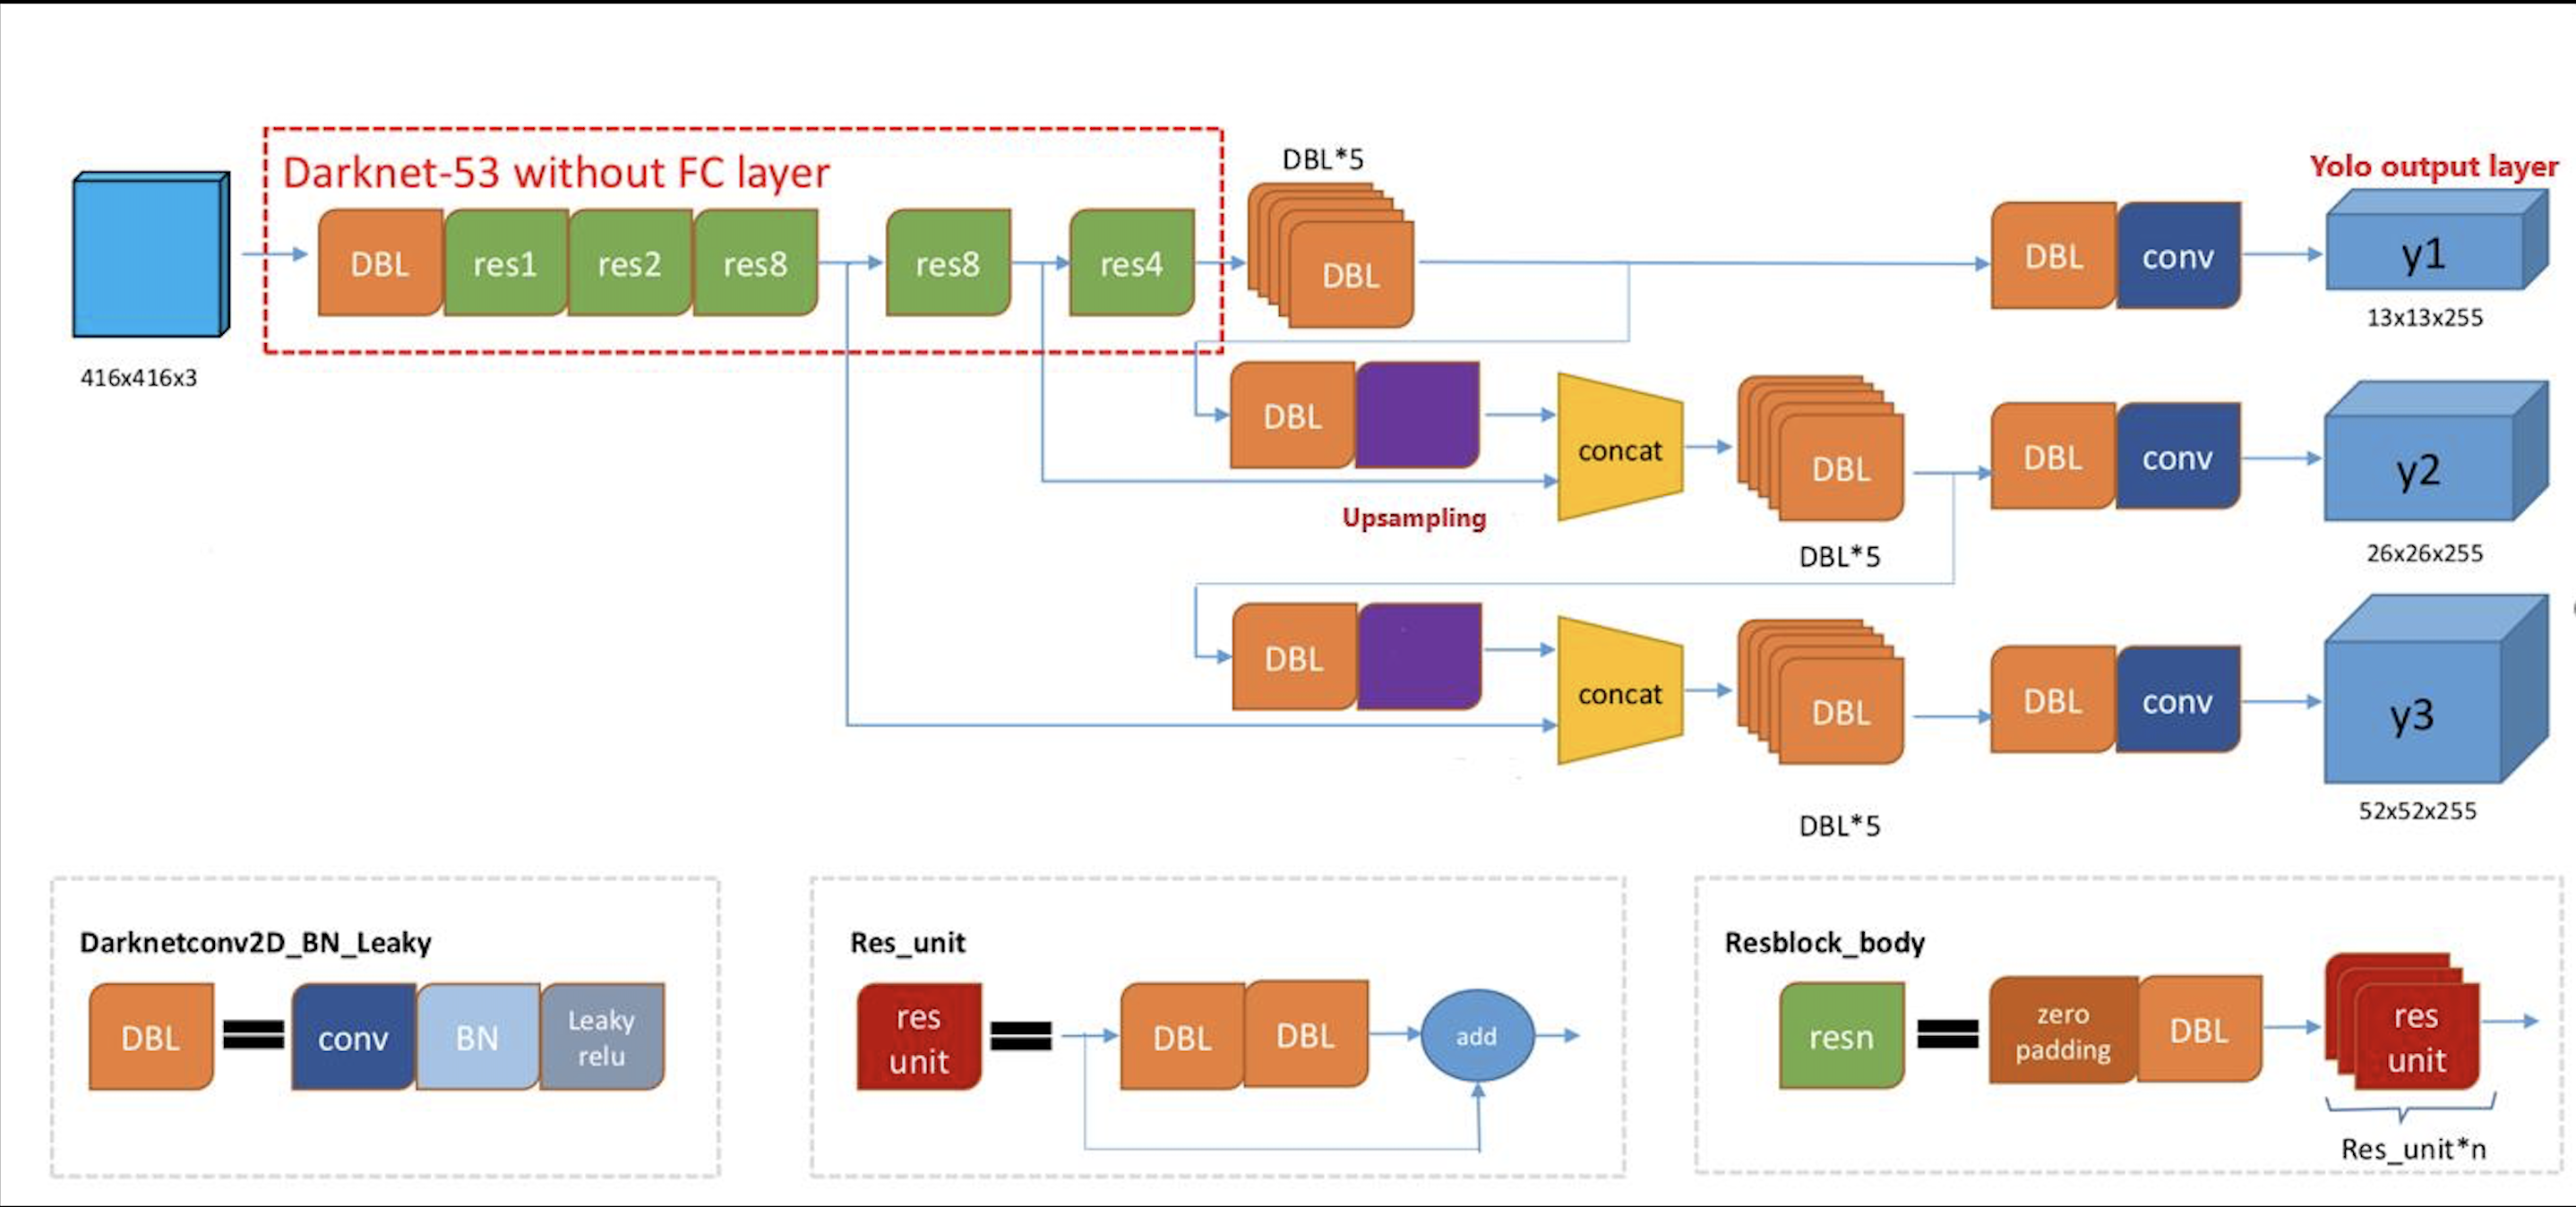 Darknet-53 without FC layer
DBL*5
Yolo output layer
DBL
res1
res2
res8
res8
res4
DBL
DBL
conv
y1
13x13x255
416x416x3
DBL
concat
DBL
DBL
conv
y2
Upsampling
DBL*5
26x26x255
DBL
concat
DBL
DBL
conv
y3
DBL*5
52x52x255
Darknetconv2D_BN_Leaky
DBL
conv
BN
Leaky
relu
Res_unit
res
unit
DBL
DBL
add
Resblock_body
resn
zero
padding
DBL
res
unit
Res_unit*n